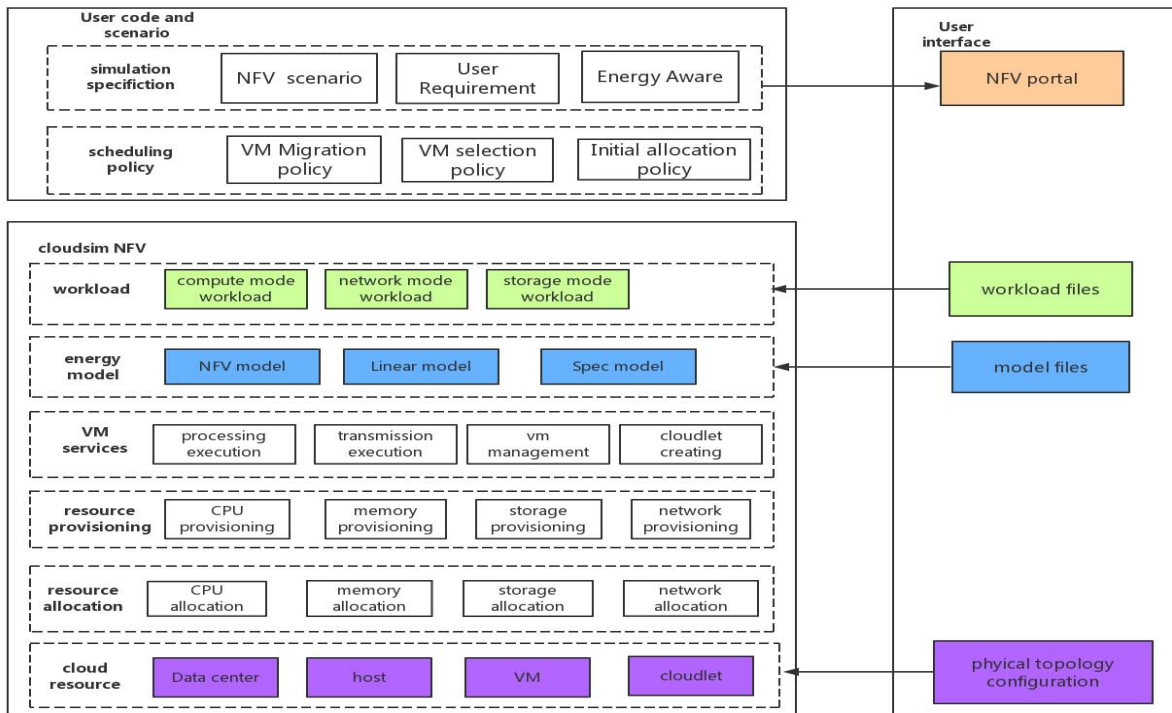 User code and
scenario
simulation
specifiction
NFV scenario
User
Requirement
Energy Aware
scheduling
policy
VM Migration
policy
VM selection
policy
Initial allocation
policy
User
interface
NFV portal
cloudsim NFV
workload
compute mode
workload
network mode
workload
storage mode
workload
workload files
energy
model
NFV model
Linear model
Spec model
model files
VM
services
processing
execution
transmission
execution
vm
management
cloudlet
creating
resource
provisioning
CPU
provisioning
memory
provisioning
storage
provisioning
network
provisioning
resource
allocation
CPU
allocation
memory
allocation
storage
allocation
network
allocation
cloud
resource
Data center
host
VM
cloudlet
phyical topology
configuration